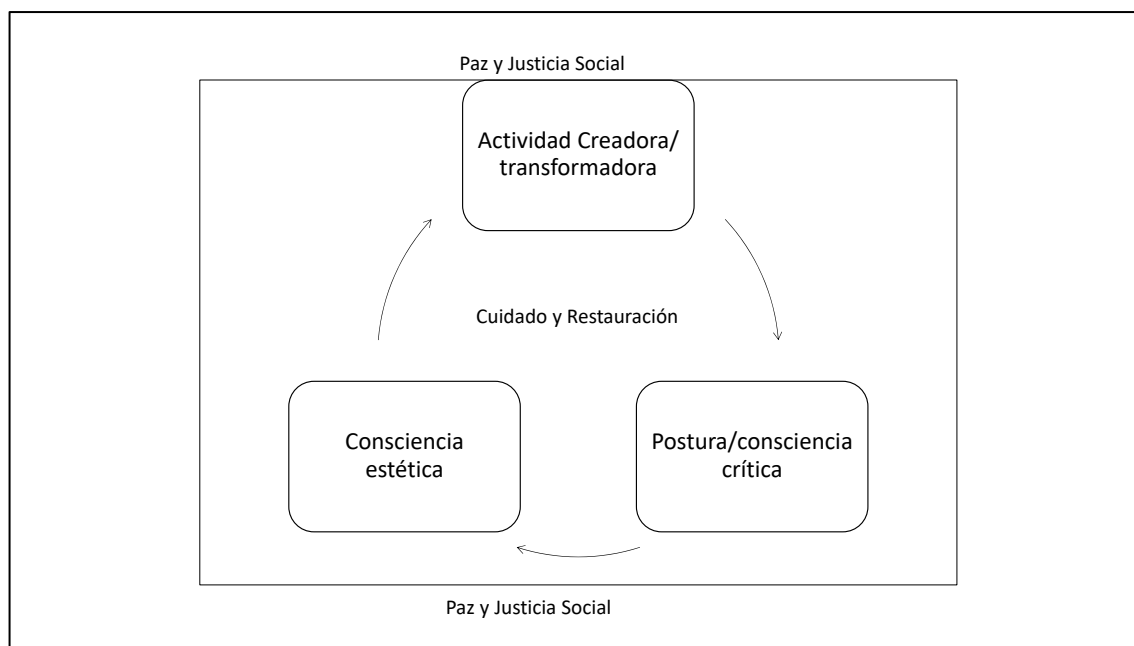 Paz y Justicia Social
Actividad Creadora/
transformadora
Cuidado y Restauración
Consciencia
estética
Postura/consciencia
crítica
Paz y Justicia Social